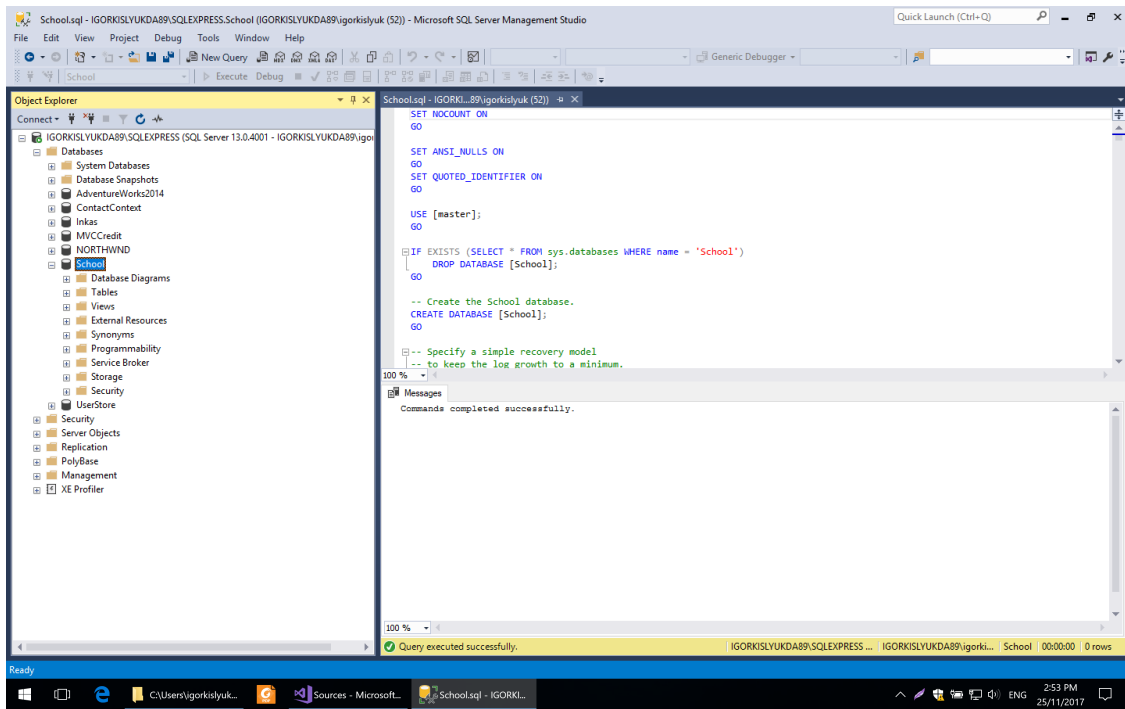 School.sql - IGORKISLYUKDA89\SQLEXPRESS.School (IGORKISLYUKDA89\igorkislyuk (52)) - Microsoft SQL Server Management Studio
Quick Launch (Ctrl+Q)
File Edit View Project Debug Tools Window Help
New Query
Generic Debugger
School
Execute Debug
Object Explorer
Connect
IGORKISLYUKDA89\SQLEXPRESS (SQL Server 13.0.4001 - IGORKISLYUKDA89\igor
Databases
System Databases
Database Snapshots
AdventureWorks2014
ContactContext
Inkas
MVCCredit
NORTHWND
School
Database Diagrams
Tables
Views
External Resources
Synonyms
Programmability
Service Broker
Storage
Security
UserStore
Security
Server Objects
Replication
PolyBase
Management
XE Profiler
School.sql - IGORKI...89\igorkislyuk (52))
SET NOCOUNT ON
GO
SET ANSI_NULLS ON
GO
SET QUOTED_IDENTIFIER ON
GO
USE [master];
GO
IF EXISTS (SELECT * FROM sys.databases WHERE name = 'School')
DROP DATABASE [School];
GO
-- Create the School database.
CREATE DATABASE [School];
GO
-- Specify a simple recovery model
-- to keep the log growth to a minimum.
100 %
Messages
Commands completed successfully.
100 %
Query executed successfully.
IGORKISLYUKDA89\SQLEXPRESS ... IGORKISLYUKDA89\igorki... School 00:00:00 0 rows
Ready
C:\Users\igorkislyuk...
Sources - Microsoft...
School.sql - IGORKI...
ENG
2:53 PM
25/11/2017